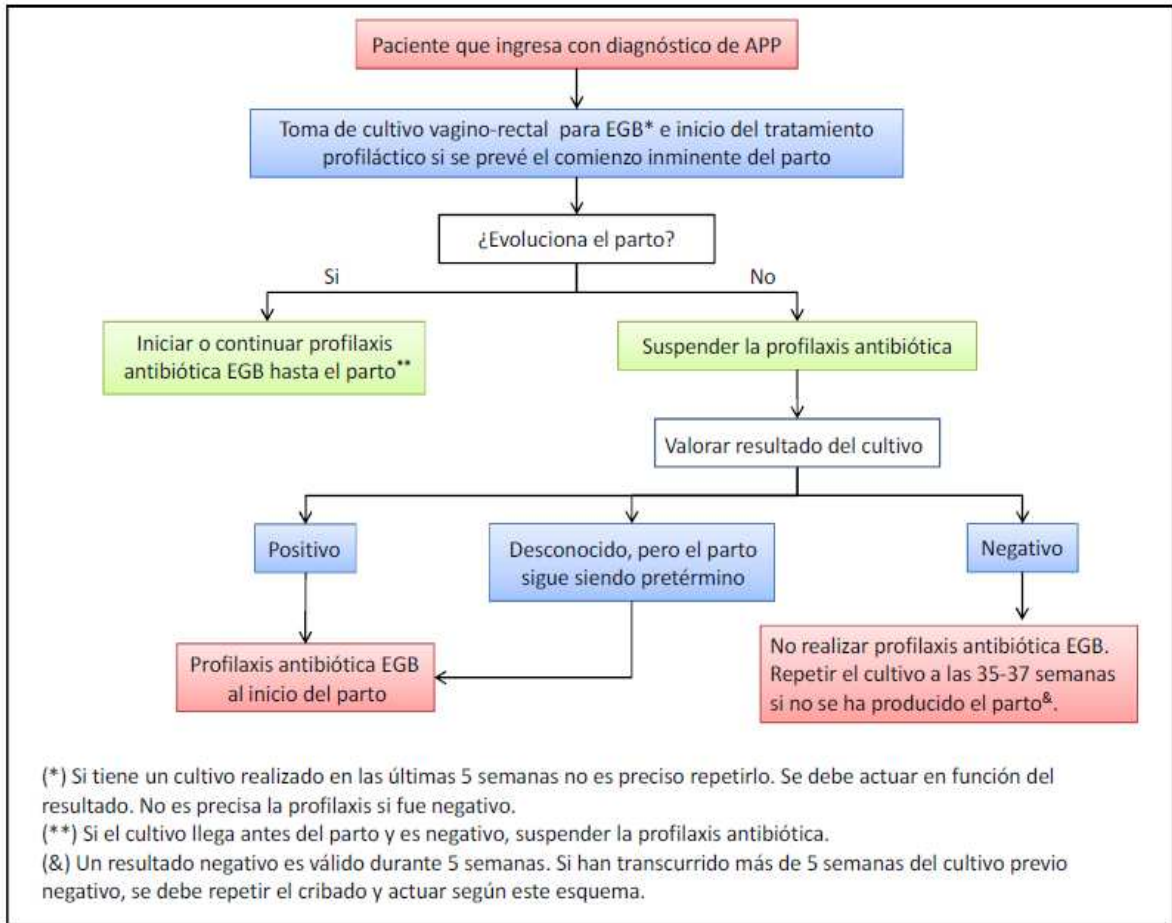 Paciente que ingresa con diagnóstico de APP
Toma de cultivo vagino-rectal para EGB* e inicio del tratamiento
profiláctico si se prevé el comienzo inminente del parto
¿Evoluciona el parto?
Si
No
Iniciar o continuar profilaxis
antibiótica EGB hasta el parto**
Suspender la profilaxis antibiótica
Valorar resultado del cultivo
Positivo
Desconocido, pero el parto
sigue siendo pretérmino
Negativo
Profilaxis antibiótica EGB
al inicio del parto
No realizar profilaxis antibiótica EGB.
Repetir el cultivo a las 35-37 semanas
si no se ha producido el parto&.
(*) Si tiene un cultivo realizado en las últimas 5 semanas no es preciso repetirlo. Se debe actuar en función del
resultado. No es precisa la profilaxis si fue negativo.
(**) Si el cultivo llega antes del parto y es negativo, suspender la profilaxis antibiótica.
(&) Un resultado negativo es válido durante 5 semanas. Si han transcurrido más de 5 semanas del cultivo previo
negativo, se debe repetir el cribado y actuar según este esquema.